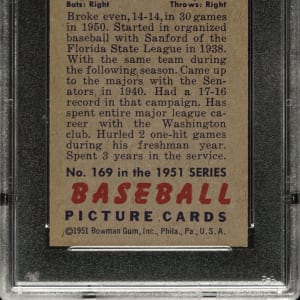 Bats: Right Throws: Right
Broke even, 14-14, in 30 games
in 1950. Started in organized
baseball with Sanford of the
Florida State League in 1938.
With the same team during
the following season. Came up
to the majors with the Sen-
ators, in 1940. Had a 17-16
record in that campaign. Has
spent entire major league ca-
reer with the Washington
club. Hurled 2 one-hit games
during his freshman year.
Spent 3 years in the service.
No. 169 in the 1951 SERIES
BASEBALL
PICTURE CARDS
©1951 Bowman Gum, Inc., Phila., Pa., U.S.A.